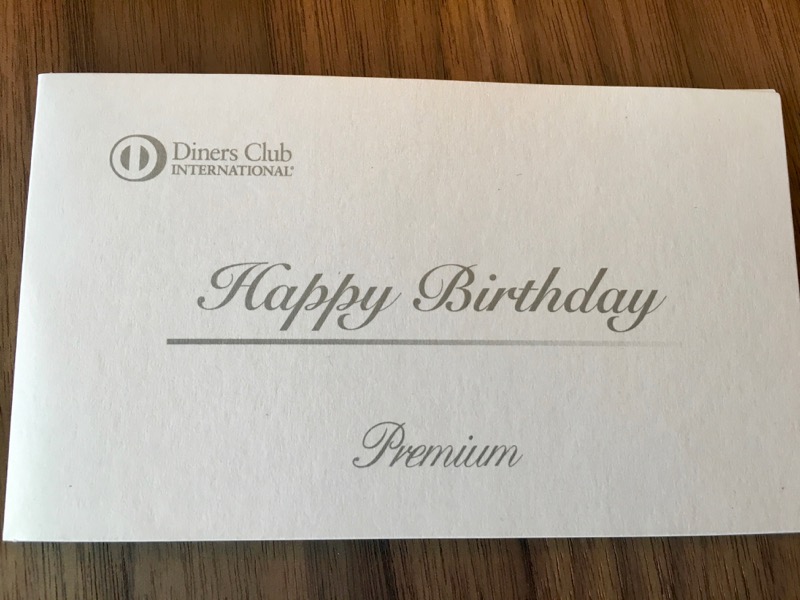 Diners Club
INTERNATIONAL®
Happy Birthday
Premium